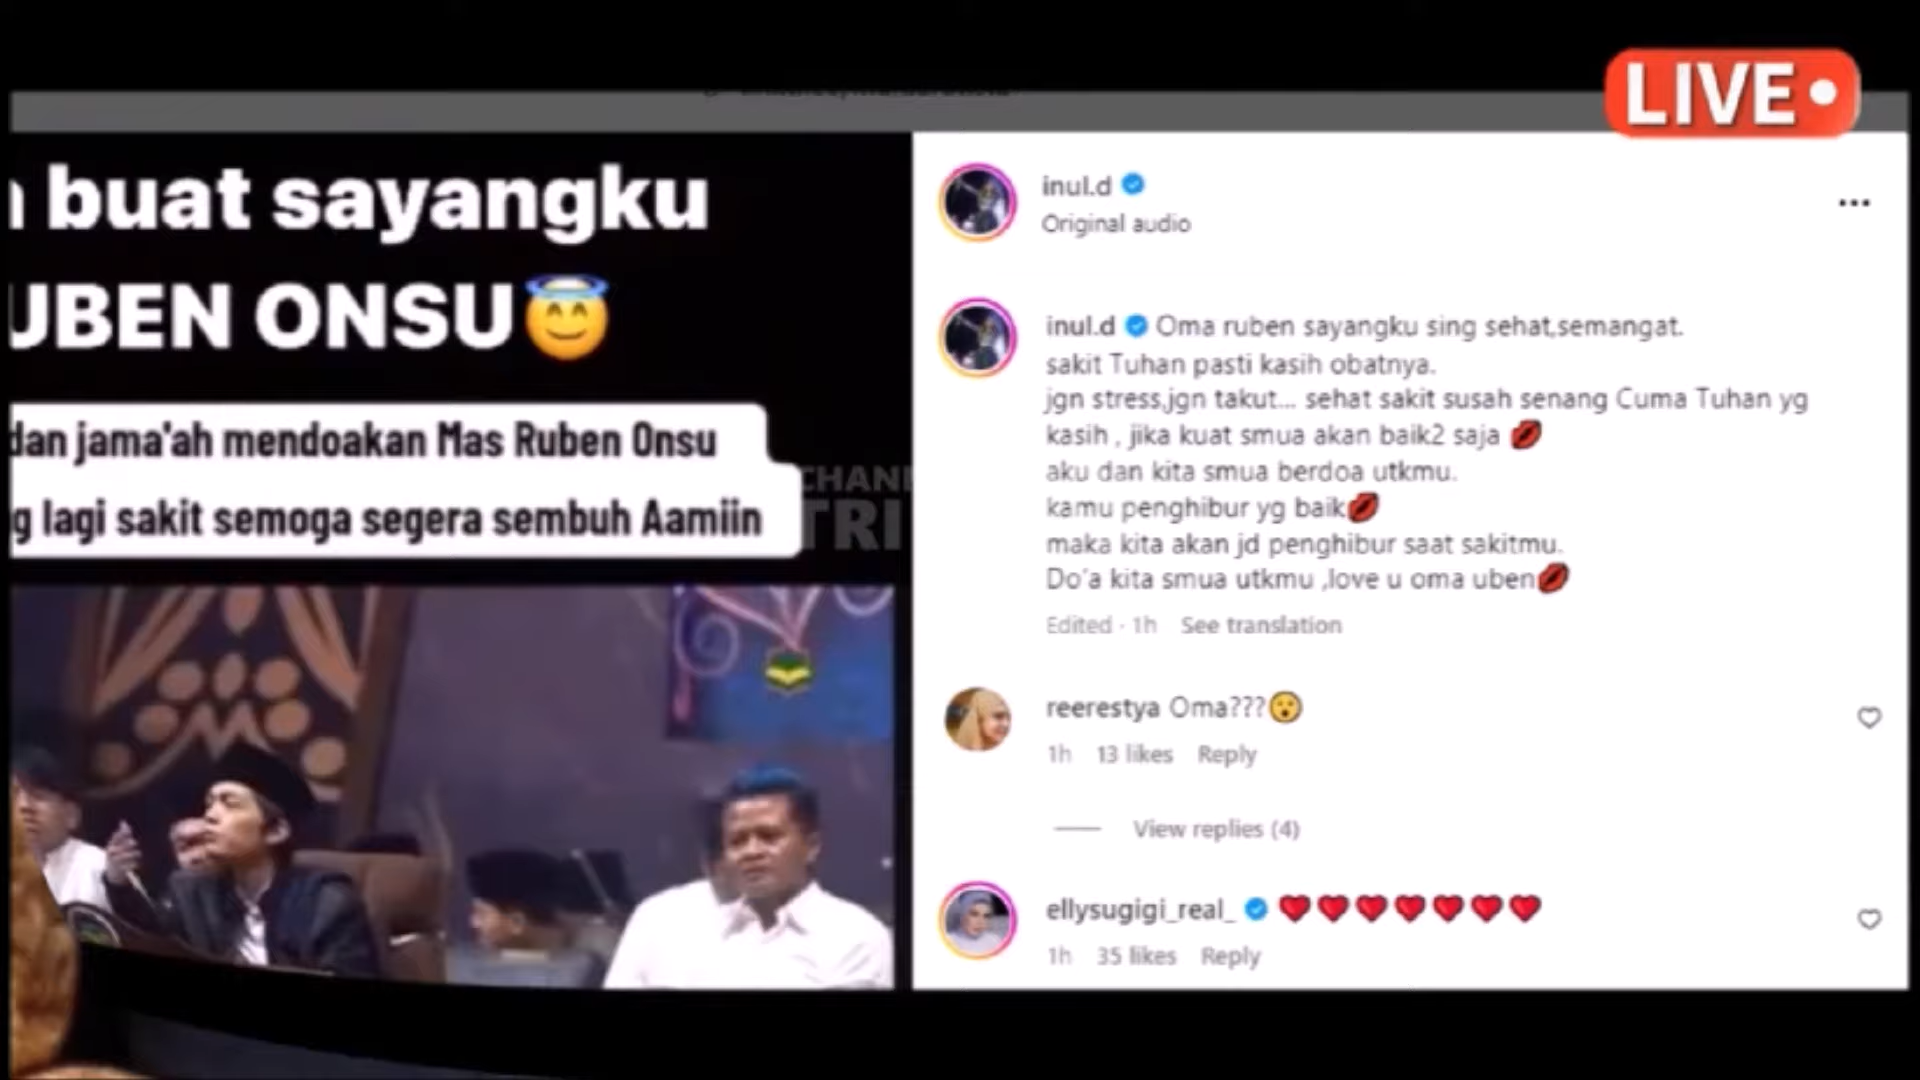 LIVE
buat sayangku
UBEN ONSU😇
dan jama'ah mendoakan Mas Ruben Onsu
g lagi sakit semoga segera sembuh Aamiin
CHAN
TRI
inul.d
Original audio
inul.d Oma ruben sayangku sing sehat,semangat.
sakit Tuhan pasti kasih obatnya.
jgn stress,jgn takut... sehat sakit susah senang Cuma Tuhan yg
kasih , jika kuat smua akan baik2 saja 💋
aku dan kita smua berdoa utkmu.
kamu penghibur yg baik💋
maka kita akan jd penghibur saat sakitmu.
Do'a kita smua utkmu ,love u oma uben💋
Edited · 1h See translation
reerestya Oma???😮
1h 13 likes Reply
View replies (4)
ellysugigi_real_ ❤️❤️❤️❤️❤️❤️❤️
1h 35 likes Reply